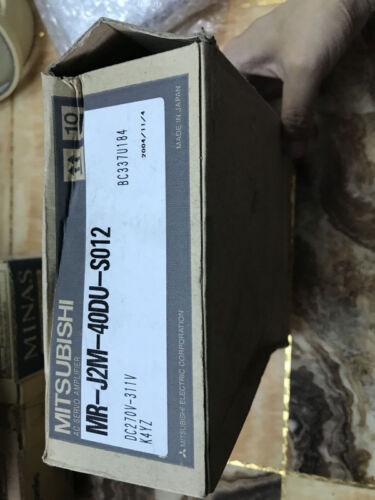 MITSUBISHI
AC SERVO AMPLIFIER
MR-J2M-40DU-S012
BC337U184
DC270V-311V
K4YZ
2004/11/4
10
MADE IN JAPAN
MITSUBISHI ELECTRIC CORPORATION
MINAS